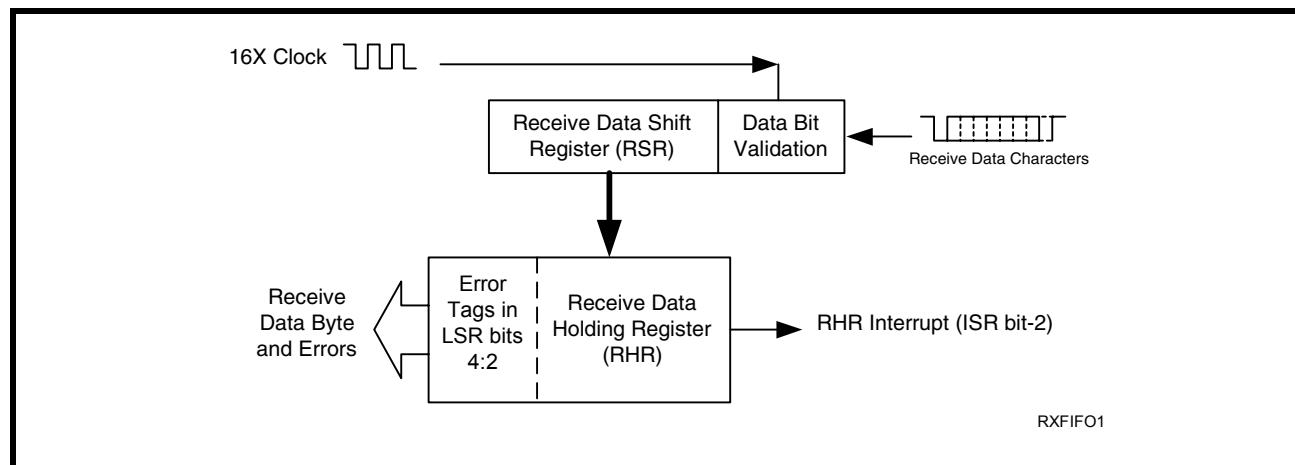 16X Clock
Receive Data Shift
Register (RSR)
Data Bit
Validation
Receive Data Characters
Receive
Data Byte
and Errors
Error
Tags in
LSR bits
4:2
Receive Data
Holding Register
(RHR)
RHR Interrupt (ISR bit-2)
RXFIFO1